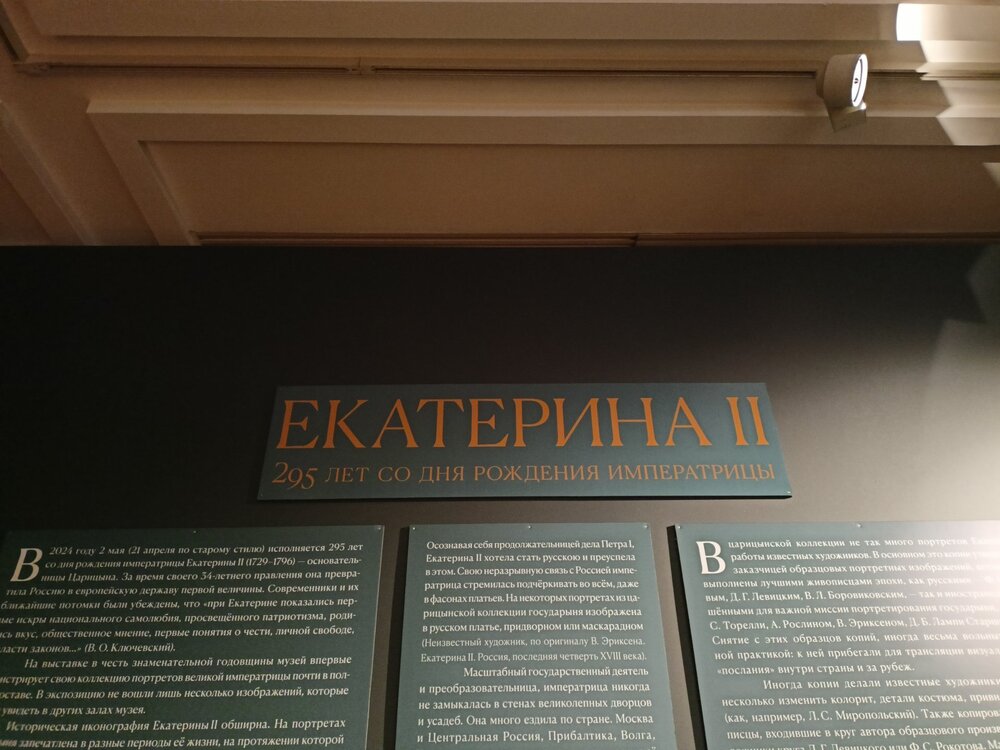 ЕКАТЕРИНА II
295 ЛЕТ СО ДНЯ РОЖДЕНИЯ ИМПЕРАТРИЦЫ
В 2024 году 2 мая (21 апреля по старому стилю) исполняется 295 лет
со дня рождения императрицы Екатерины II (1729–1796) — основатель-
ницы Царицына. За время своего 34-летнего правления она превра-
тила Россию в европейскую державу первой величины. Современники и их
ближайшие потомки были убеждены, что «при Екатерине показались пер-
вые искры национального самолюбия, просвещённого патриотизма, роди-
вкус, общественное мнение, первые понятия о чести, личной свободе,
власти законов...» (В. О. Ключевский).
На выставке в честь знаменательной годовщины музей впервые
свою коллекцию портретов великой императрицы почти в пол-
составе. В экспозицию не вошли лишь несколько изображений, которые
увидеть в других залах музея.
Историческая иконография Екатерины II обширна. На портретах
запечатлена в разные периоды её жизни, на протяжении которой
Осознавая себя продолжательницей дела Петра I,
Екатерина II хотела стать русскою и преуспела
в этом. Свою неразрывную связь с Россией импе-
ратрица стремилась подчёркивать во всём, даже
в фасонах платьев. На некоторых портретах из ца-
рицынской коллекции государыня изображена
в русском платье, придворном или маскарадном
(Неизвестный художник, по оригиналу В. Эриксена.
Екатерина II. Россия, последняя четверть XVIII века).
Масштабный государственный деятель
и преобразовательница, императрица никогда
не замыкалась в стенах великолепных дворцов
и усадеб. Она много ездила по стране. Москва
и Центральная Россия, Прибалтика, Волга,
В царицынской коллекции не так много портретов
работы известных художников. В основном это копии
заказчицей образцовых портретных изображений,
выполнены лучшими живописцами эпохи, как русскими — Ф.
Д. Г. Левицким, В. Л. Боровиковским, — так и
для важной миссии портретирования государыни
С. Торелли, А. Рослином, В. Эриксеном, Д. Б. Лампи
Снятие с этих образцов копий, иногда весьма
ной практикой: к ней прибегали для трансляции
«послания» внутри страны и за рубеж.
Иногда копии делали известные художники
несколько изменить колорит, детали костюма,
(как, например, Л. С. Миропольский). Также
писцы, входившие в круг автора образцового
Д. Г. Левицкого или Ф. С. Рокотова.